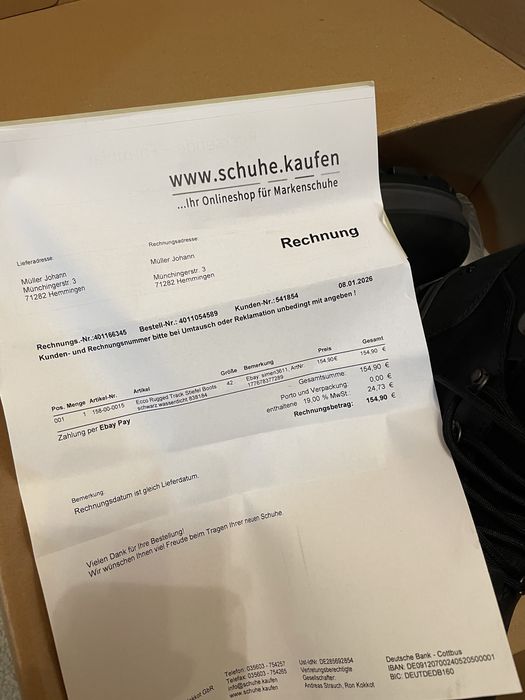 www.schuhe.kaufen
...Ihr Onlineshop für Markenschuhe
Rechnung
Lieferadresse:
Müller Johann
Münchingerstr. 3
71282 Hemmingen
Rechnungsadresse:
Müller Johann
Münchingerstr. 3
71282 Hemmingen
Rechnungs.-Nr.:401166345 Bestell-Nr.: 4011054589 Kunden-Nr.:541854 08.01.2026
Kunden- und Rechnungsnummer bitte bei Umtausch oder Reklamation unbedingt mit angeben !
Pos. Menge Artikel-Nr. Artikel Größe Bemerkung Preis Gesamt
001 1 158-00-0015 Ecco Rugged Track Stiefel Boots 42 Ebay: simen3611, ArtNr. 154,90€ 154,90 €
schwarz wasserdicht 838184 177678377289
Zahlung per Ebay Pay
Gesamtsumme: 154,90 €
Porto und Verpackung: 0,00 €
enthaltene 19,00 % MwSt.: 24,73 €
Rechnungsbetrag: 154,90 €
Bemerkung:
Rechnungsdatum ist gleich Lieferdatum.
Vielen Dank für Ihre Bestellung!
Wir wünschen Ihnen viel Freude beim Tragen Ihrer neuen Schuhe.
GbR
Telefon: 035603 - 754257
Telefax: 035603 - 754265
info@schuhe.kaufen
www.schuhe.kaufen
Ust-IdNr DE285692854
Vertretungsberechtigte
Gesellschafter:
Andreas Strauch, Ron Kokkot
Deutsche Bank - Cottbus
IBAN: DE09120700240520500001
BIC: DEUTDEDB160